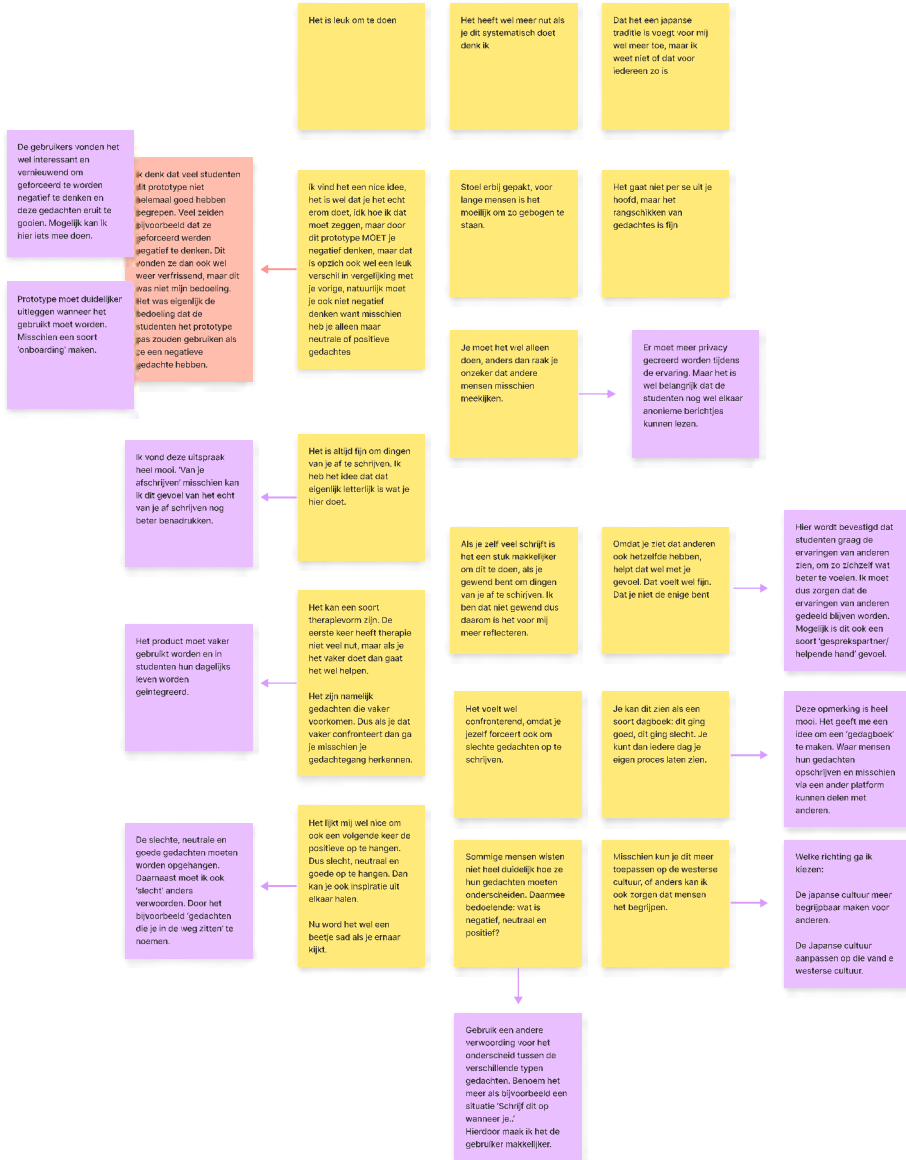 Het is leuk om te doen
Het heeft wel meer nut als
je dit systematisch doet
denk ik
Dat het een japanse
traditie is voegt voor mij
wel meer toe, maar ik
weet niet of dat voor
iedereen zo is
De gebruikers vonden het
wel interessant en
vernieuwend om
geforceerd te worden
negatief te denken en
deze gedachten eruit te
gooien. Mogelijk kan ik
hier iets mee doen.
Prototype moet duidelijker
uitleggen wanneer het
gebruikt moet worden.
Misschien een soort
'onboarding' maken.
ik denk dat veel studenten
dit prototype niet
helemaal goed hebben
begrepen. Veel zeiden
bijvoorbeeld dat ze
geforceerd werden
negatief te denken. Dit
vonden ze dan ook wel
weer verfrissend, maar dit
was niet mijn bedoeling.
Het was eigenlijk de
bedoeling dat de
studenten het prototype
pas zouden gebruiken als
ze een negatieve
gedachte hebben.
ik vind het een nice idee,
het is wel dat je het echt
erom doet, idk hoe ik dat
moet zeggen, maar door
dit prototype MOET je
negatief denken, maar dat
is opzich ook wel een leuk
verschil in vergelijking met
je vorige, natuurlijk moet
je ook niet negatief
denken want misschien
heb je alleen maar
neutrale of positieve
gedachtes
Stoel erbij gepakt, voor
lange mensen is het
moeilijk om zo gebogen te
staan.
Het gaat niet per se uit je
hoofd, maar het
rangschikken van
gedachtes is fijn
Je moet het wel alleen
doen, anders dan raak je
onzeker dat andere
mensen misschien
meekijken.
Er moet meer privacy
gecreerd worden tijdens
de ervaring. Maar het is
wel belangrijk dat de
studenten nog wel elkaar
anonieme berichtjes
kunnen lezen.
Ik vond deze uitspraak
heel mooi. 'Van je
afschrijven' misschien kan
ik dit gevoel van het echt
van je af schrijven nog
beter benadrukken.
Het is altijd fijn om dingen
van je af te schrijven. Ik
heb het idee dat dat
eigenlijk letterlijk is wat je
hier doet.
Als je zelf veel schrijft is
het een stuk makkelijker
om dit te doen, als je
gewend bent om dingen
van je af te schrijven. Ik
ben dat niet gewend dus
daarom is het voor mij
meer reflecteren.
Omdat je ziet dat anderen
ook hetzelfde hebben,
helpt dat wel met je
gevoel. Dat voelt wel fijn.
Dat je niet de enige bent
Hier wordt bevestigd dat
studenten graag de
ervaringen van anderen
zien, om zo zichzelf wat
beter te voelen. Ik moet
dus zorgen dat de
ervaringen van anderen
gedeeld blijven worden.
Mogelijk is dit ook een
soort 'gesprekspartner/
helpende hand' gevoel.
Het product moet vaker
gebruikt worden en in
studenten hun dagelijks
leven worden
geintegreerd.
Het kan een soort
therapievorm zijn. De
eerste keer heeft therapie
niet veel nut, maar als je
het vaker doet dan gaat
het wel helpen.
Het zijn namelijk
gedachten die vaker
voorkomen. Dus als je dat
vaker confronteert dan ga
je misschien je
gedachtegang herkennen.
Het voelt wel
confronterend, omdat je
jezelf forceert ook om
slechte gedachten op te
schrijven.
Je kan dit zien als een
soort dagboek: dit ging
goed, dit ging slecht. Je
kunt dan iedere dag je
eigen proces laten zien.
Deze opmerking is heel
mooi. Het geeft me een
idee om een 'gedagboek'
te maken. Waar mensen
hun gedachten
opschrijven en misschien
via een ander platform
kunnen delen met
anderen.
De slechte, neutrale en
goede gedachten moeten
worden opgehangen.
Daarnaast moet ik ook
'slecht' anders
verwoorden. Door het
bijvoorbeeld 'gedachten
die je in de weg zitten' te
noemen.
Het lijkt mij wel nice om
ook een volgende keer de
positieve op te hangen.
Dus slecht, neutraal en
goede op te hangen. Dan
kan je ook inspiratie uit
elkaar halen.
Nu word het wel een
beetje sad als je ernaar
kijkt.
Sommige mensen wisten
niet heel duidelijk hoe ze
hun gedachten moeten
onderscheiden. Daarmee
bedoelende: wat is
negatief, neutraal en
positief?
Misschien kun je dit meer
toepassen op de westerse
cultuur, of anders kan ik
ook zorgen dat mensen
het begrijpen.
Welke richting ga ik
kiezen:
De japanse cultuur meer
begrijpbaar maken voor
anderen.
De Japanse cultuur
aanpassen op die vand e
westerse cultuur.
Gebruik een andere
verwoording voor het
onderscheid tussen de
verschillende typen
gedachten. Benoem het
meer als bijvoorbeeld een
situatie 'Schrijf dit op
wanneer je..'
Hierdoor maak ik het de
gebruiker makkelijker.